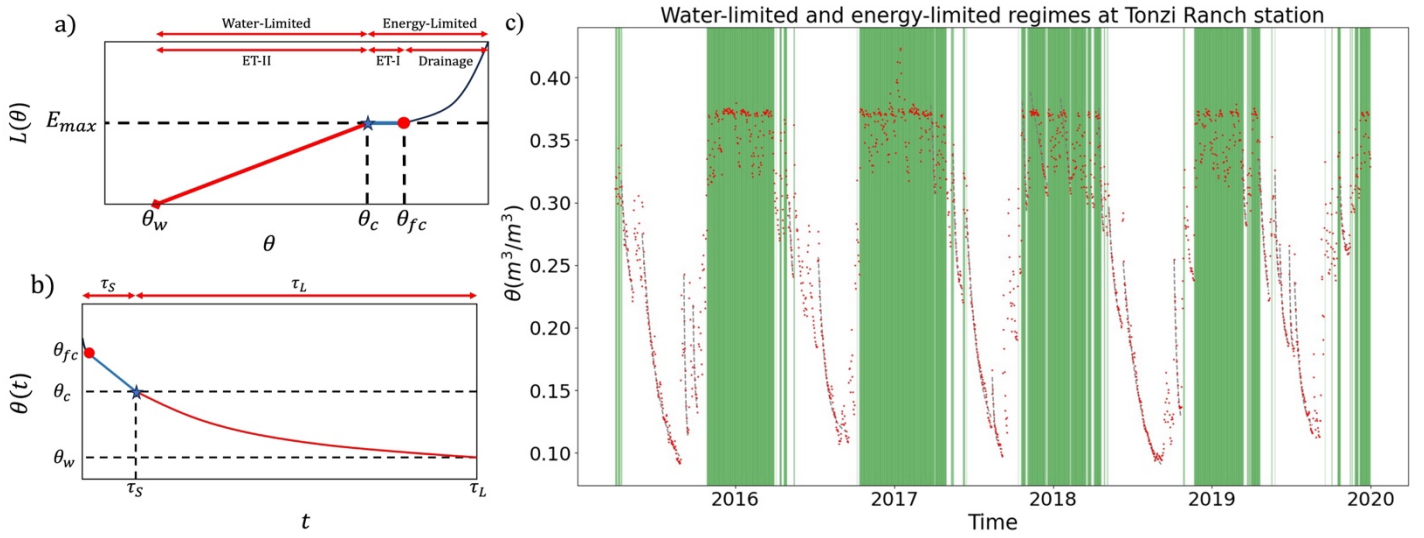 a)
Water-Limited
Energy-Limited
ET-II
ET-I
Drainage
L(θ)
E_max
θ_w
θ_c
θ_fc
θ
b)
τ_S
τ_L
θ(t)
θ_fc
θ_c
θ_w
τ_S
τ_L
t
c)
Water-limited and energy-limited regimes at Tonzi Ranch station
θ(m³/m³)
0.40
0.35
0.30
0.25
0.20
0.15
0.10
2016
2017
2018
2019
2020
Time